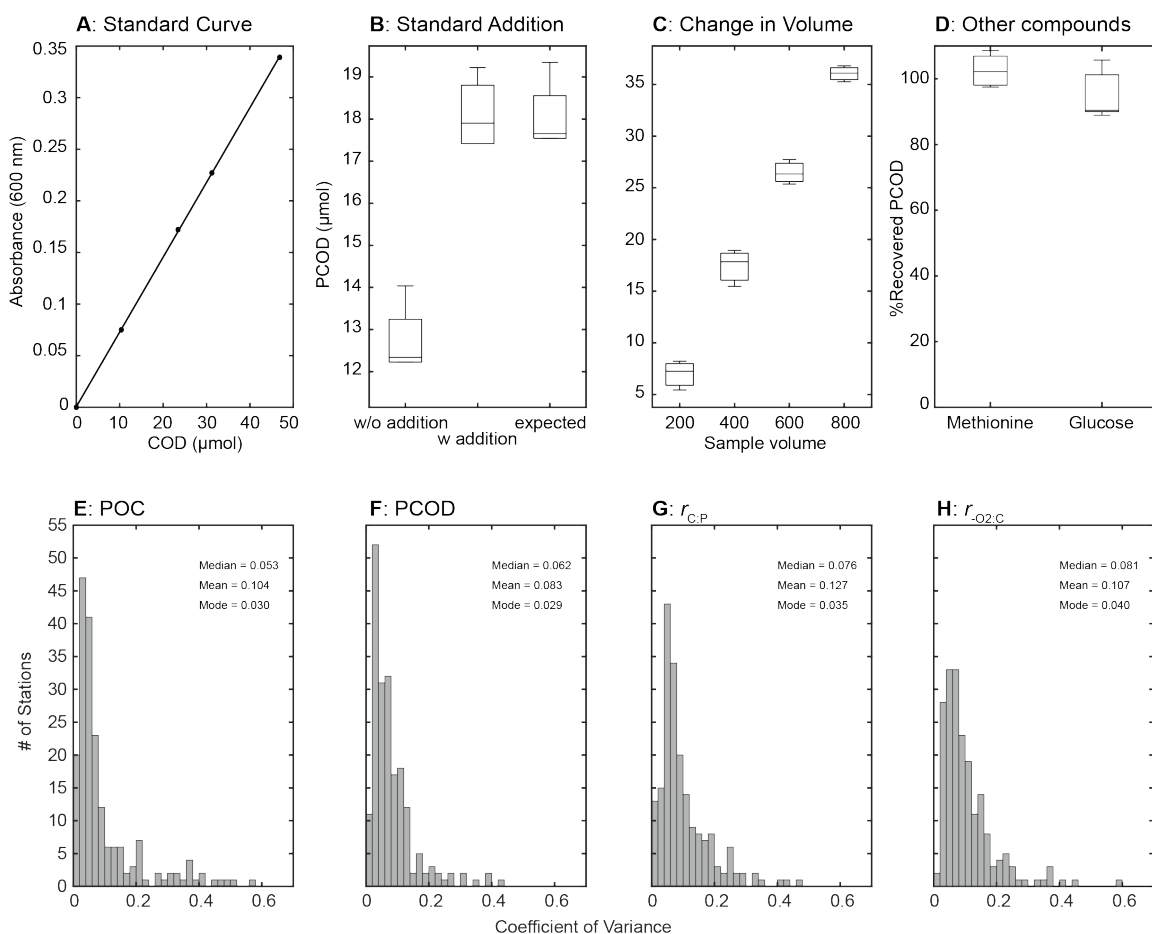 A: Standard Curve
0.35
0.3
0.25
0.2
0.15
0.1
0.05
0
Absorbance (600 nm)
0 10 20 30 40 50
COD (µmol)
B: Standard Addition
19
18
17
16
15
14
13
12
PCOD (µmol)
w/o addition expected
w addition
C: Change in Volume
35
30
25
20
15
10
5
200 400 600 800
Sample volume
D: Other compounds
100
80
60
40
20
0
%Recovered PCOD
Methionine Glucose
E: POC
55
50
45
40
35
30
25
20
15
10
5
0
# of Stations
Median = 0.053
Mean = 0.104
Mode = 0.030
0 0.2 0.4 0.6
F: PCOD
Median = 0.062
Mean = 0.083
Mode = 0.029
0 0.2 0.4 0.6
G: rC:P
Median = 0.076
Mean = 0.127
Mode = 0.035
0 0.2 0.4 0.6
H: r-O2:C
Median = 0.081
Mean = 0.107
Mode = 0.040
0 0.2 0.4 0.6
Coefficient of Variance